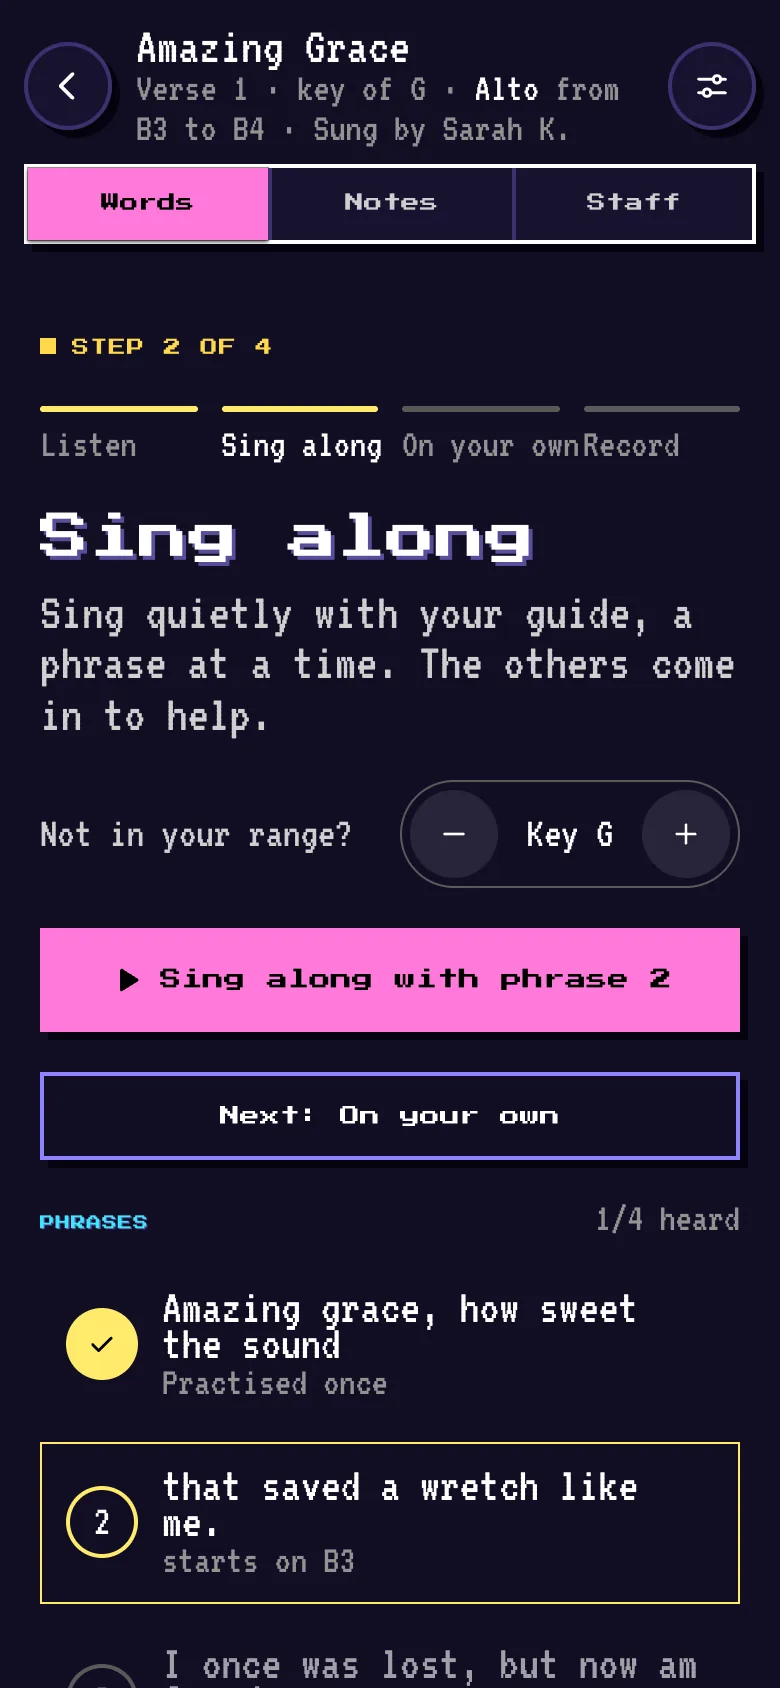 Amazing Grace
Verse 1 · key of G · Alto from
B3 to B4 · Sung by Sarah K.
Words
Notes
Staff
STEP 2 OF 4
Listen
Sing along
On your own
Record
Sing along
Sing quietly with your guide, a
phrase at a time. The others come
in to help.
Not in your range?
− Key G +
Sing along with phrase 2
Next: On your own
PHRASES
1/4 heard
Amazing grace, how sweet
the sound
Practised once
2
that saved a wretch like
me.
starts on B3
I once was lost, but now am